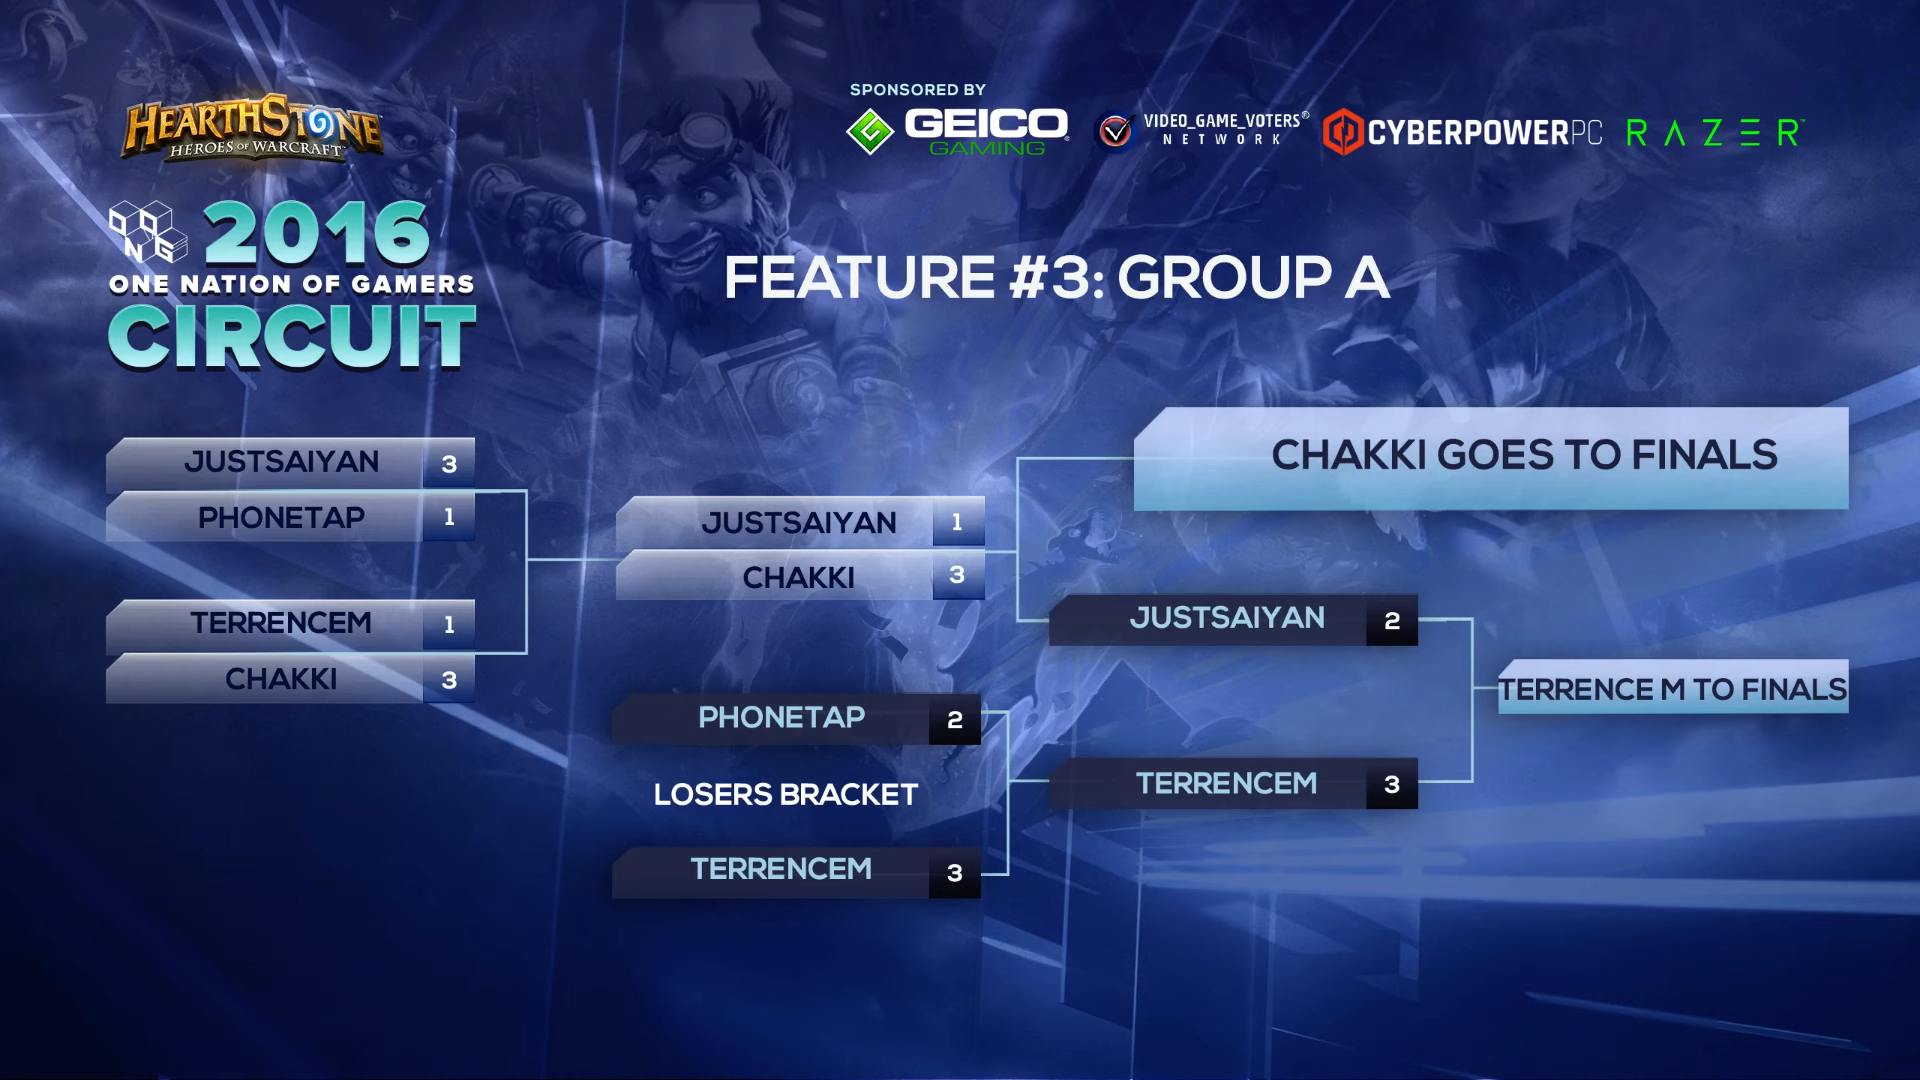 HEARTHSTONE
HEROES OF WARCRAFT
SPONSORED BY
GEICO
GAMING
VIDEO_GAME_VOTERS®
NETWORK
CYBERPOWERPC
RAZER™
OONG
2016
ONE NATION OF GAMERS
CIRCUIT
FEATURE #3: GROUP A
JUSTSAIYAN 3
PHONETAP 1
TERRENCEM 1
CHAKKI 3
JUSTSAIYAN 1
CHAKKI 3
CHAKKI GOES TO FINALS
PHONETAP 2
LOSERS BRACKET
TERRENCEM 3
JUSTSAIYAN 2
TERRENCEM 3
TERRENCE M TO FINALS